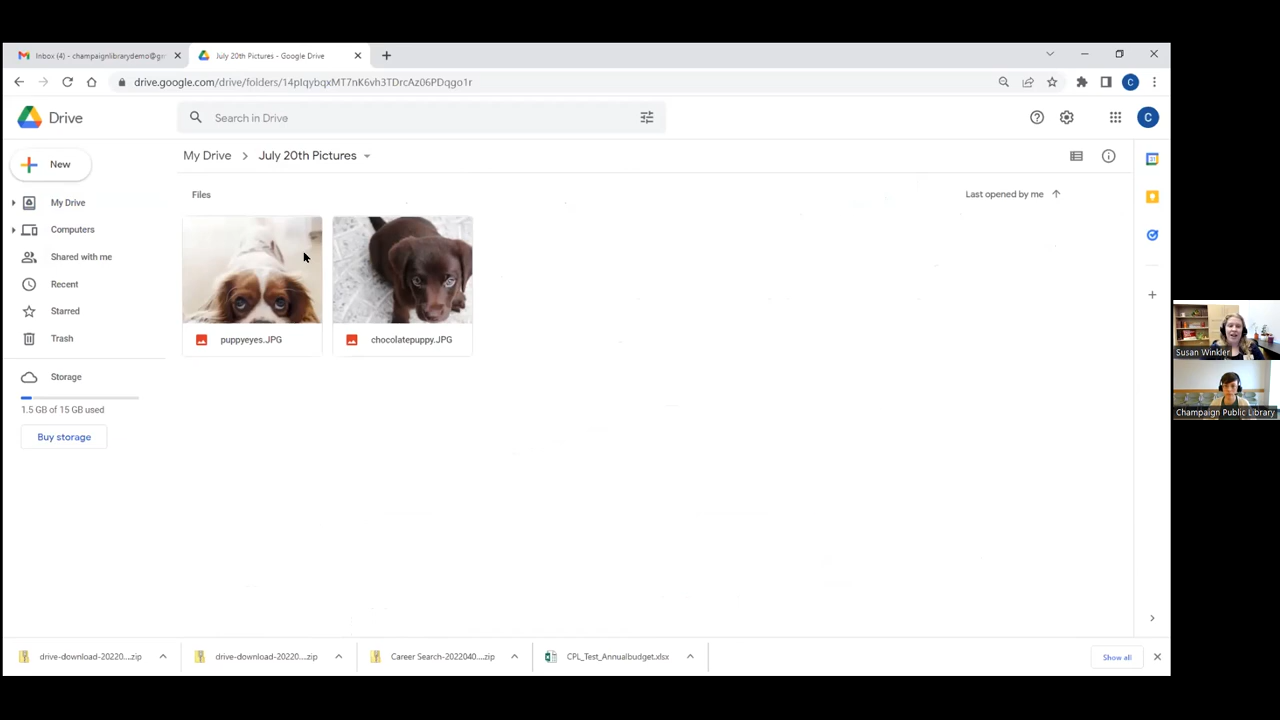 Inbox (4) - champaignlibrarydemo@gm
July 20th Pictures - Google Drive
drive.google.com/drive/folders/14pIqybqxMT7nK6vh3TDrcAz06PDqgo1r
C
Drive
Search in Drive
C
New
My Drive
July 20th Pictures
My Drive
Files
Last opened by me
Computers
Shared with me
Recent
Starred
Trash
puppyeyes.JPG
chocolatepuppy.JPG
Storage
1.5 GB of 15 GB used
Buy storage
Susan Winkler
Champaign Public Library
drive-download-20220....zip
drive-download-20220....zip
Career Search-2022040....zip
CPL_Test_Annualbudget.xlsx
Show all